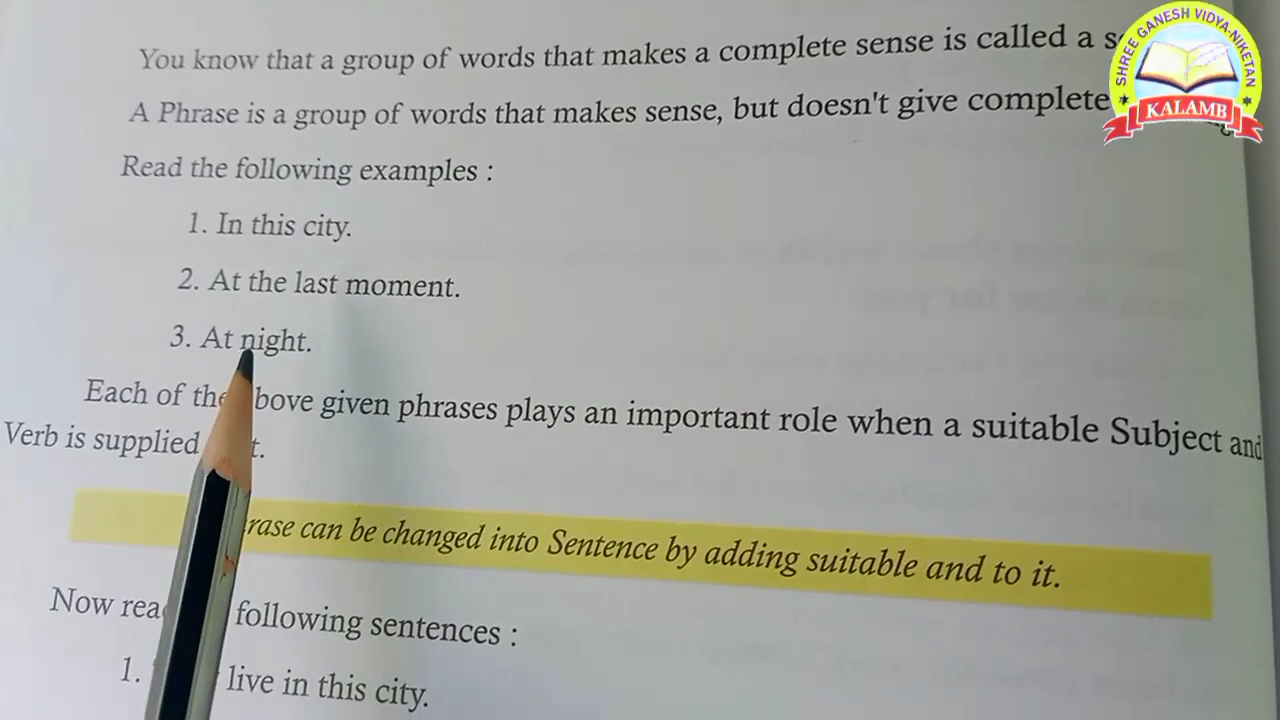 You know that a group of words that makes a complete sense is called a
A Phrase is a group of words that makes sense, but doesn't give complete
Read the following examples :
1. In this city.
2. At the last moment.
3. At night.
Each of the above given phrases plays an important role when a suitable Subject and
Verb is supplied
rase can be changed into Sentence by adding suitable and to it.
Now following sentences :
1. live in this city.
SHREE GANESH VIDYA-NIKETAN
KALAMB